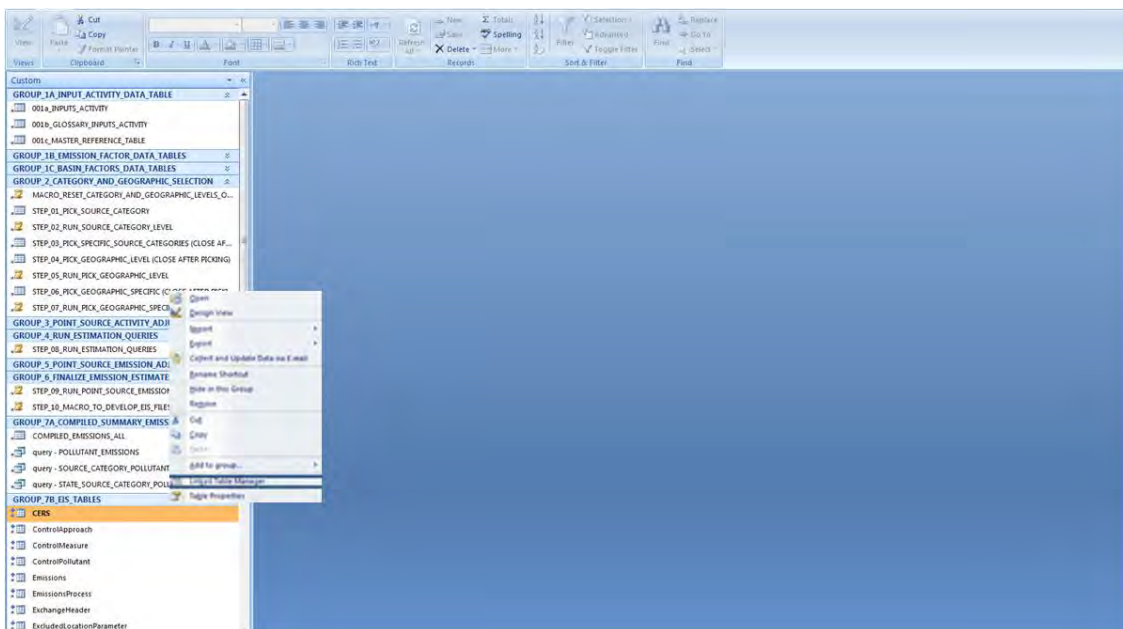 Cut
New
Σ Totals
Selection
Replace
Copy
Save
Spelling
Advanced
Go To
View
Paste
Format Painter
B I U A
Refresh All
Delete
More
Filter
Toggle Filter
Find
Select
Views
Clipboard
Font
Rich Text
Records
Sort & Filter
Find
Custom
GROUP_1A_INPUT_ACTIVITY_DATA_TABLE
001a_INPUTS_ACTIVITY
001b_GLOSSARY_INPUTS_ACTIVITY
001c_MASTER_REFERENCE_TABLE
GROUP_1B_EMISSION_FACTOR_DATA_TABLES
GROUP_1C_BASIN_FACTORS_DATA_TABLES
GROUP_2_CATEGORY_AND_GEOGRAPHIC_SELECTION
MACRO_RESET_CATEGORY_AND_GEOGRAPHIC_LEVELS_O...
STEP_01_PICK_SOURCE_CATEGORY
STEP_02_RUN_SOURCE_CATEGORY_LEVEL
STEP_03_PICK_SPECIFIC_SOURCE_CATEGORIES (CLOSE AF...
STEP_04_PICK_GEOGRAPHIC_LEVEL (CLOSE AFTER PICKING)
STEP_05_RUN_PICK_GEOGRAPHIC_LEVEL
STEP_06_PICK_GEOGRAPHIC_SPECIFIC
STEP_07_RUN_PICK_GEOGRAPHIC_SPECI
GROUP_3_POINT_SOURCE_ACTIVITY_ADJ
GROUP_4_RUN_ESTIMATION_QUERIES
STEP_08_RUN_ESTIMATION_QUERIES
GROUP_5_POINT_SOURCE_EMISSION_ADJ
GROUP_6_FINALIZE_EMISSION_ESTIMATE
STEP_09_RUN_POINT_SOURCE_EMISSION
STEP_10_MACRO_TO_DEVELOP_EIS_FILES
GROUP_7A_COMPILED_SUMMARY_EMISS
COMPILED_EMISSIONS_ALL
query - POLLUTANT_EMISSIONS
query - SOURCE_CATEGORY_POLLUTANT
query - STATE_SOURCE_CATEGORY_POLL
GROUP_7B_EIS_TABLES
CERS
ControlApproach
ControlMeasure
ControlPollutant
Emissions
EmissionsProcess
ExchangeHeader
ExcludedLocationParameter
Open
Design View
Import
Export
Collect and Update Data via E-mail
Rename Shortcut
Hide in this Group
Remove
Cut
Copy
Paste
Add to group...
Linked Table Manager
Table Properties